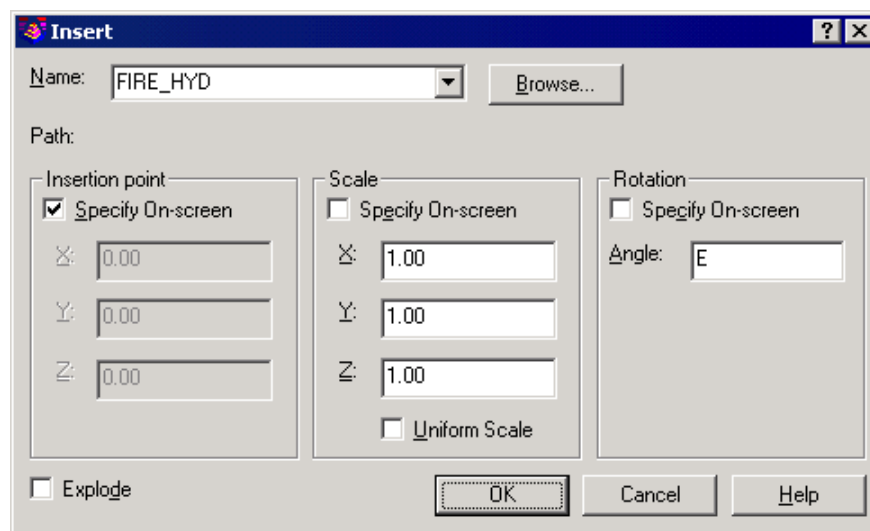 Insert
Name: FIRE_HYD Browse...
Path:
Insertion point Scale Rotation
Specify On-screen Specify On-screen Specify On-screen
X: 0.00 X: 1.00 Angle: E
Y: 0.00 Y: 1.00
Z: 0.00 Z: 1.00
Uniform Scale
Explode OK Cancel Help